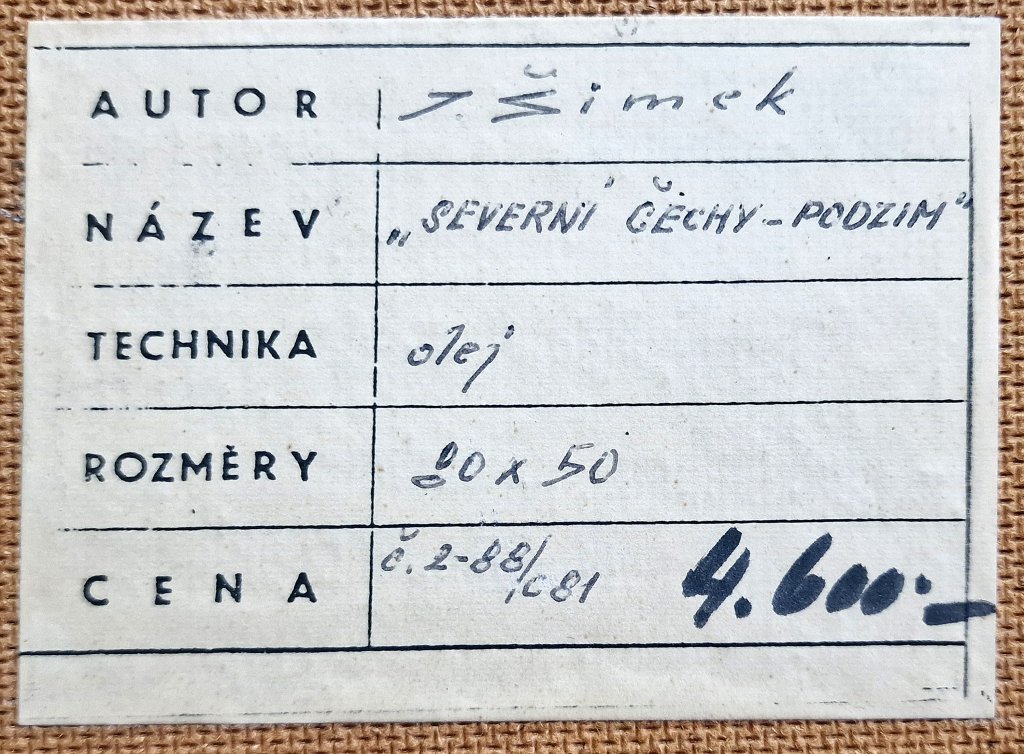 AUTOR J. Šimek
NÁZEV „SEVERNÍ ČECHY-PODZIM"
TECHNIKA olej
ROZMĚRY 80 x 50
CENA č. 2-88/ 4.600.-
/c81